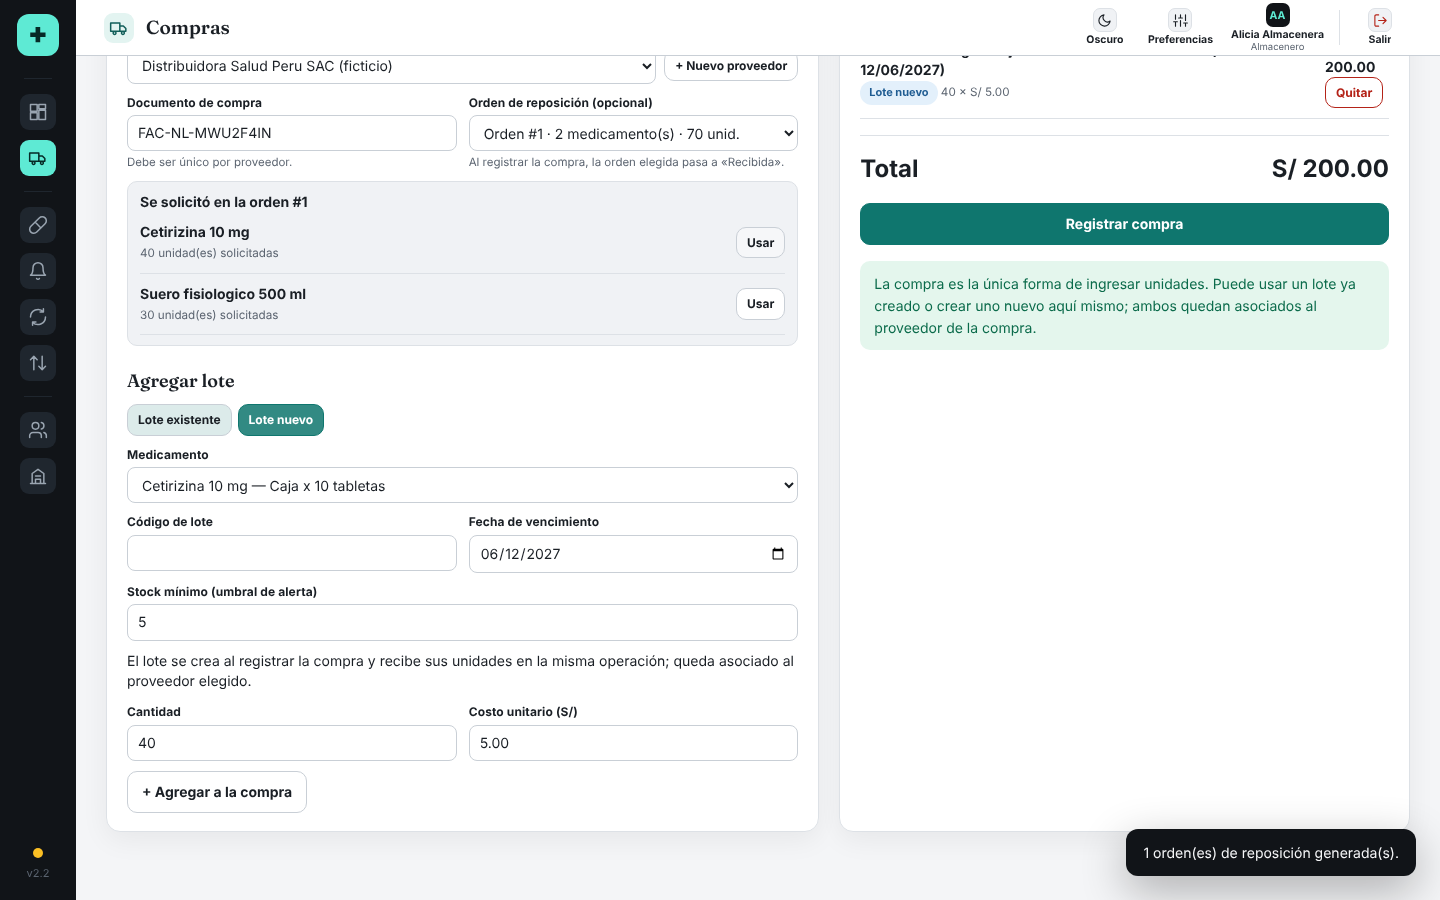 Compras
Oscuro
Preferencias
AA
Alicia Almacenera
Almacenero
Salir
Distribuidora Salud Peru SAC (ficticio)
+ Nuevo proveedor
Documento de compra
FAC-NL-MWU2F4IN
Debe ser único por proveedor.
Orden de reposición (opcional)
Orden #1 · 2 medicamento(s) · 70 unid.
Al registrar la compra, la orden elegida pasa a «Recibida».
Se solicitó en la orden #1
Cetirizina 10 mg
40 unidad(es) solicitadas
Usar
Suero fisiologico 500 ml
30 unidad(es) solicitadas
Usar
Agregar lote
Lote existente
Lote nuevo
Medicamento
Cetirizina 10 mg — Caja x 10 tabletas
Código de lote
Fecha de vencimiento
06/12/2027
Stock mínimo (umbral de alerta)
5
El lote se crea al registrar la compra y recibe sus unidades en la misma operación; queda asociado al
proveedor elegido.
Cantidad
40
Costo unitario (S/)
5.00
+ Agregar a la compra
12/06/2027)
200.00
Lote nuevo 40 × S/ 5.00
Quitar
Total
S/ 200.00
Registrar compra
La compra es la única forma de ingresar unidades. Puede usar un lote ya
creado o crear uno nuevo aquí mismo; ambos quedan asociados al
proveedor de la compra.
1 orden(es) de reposición generada(s).
v2.2